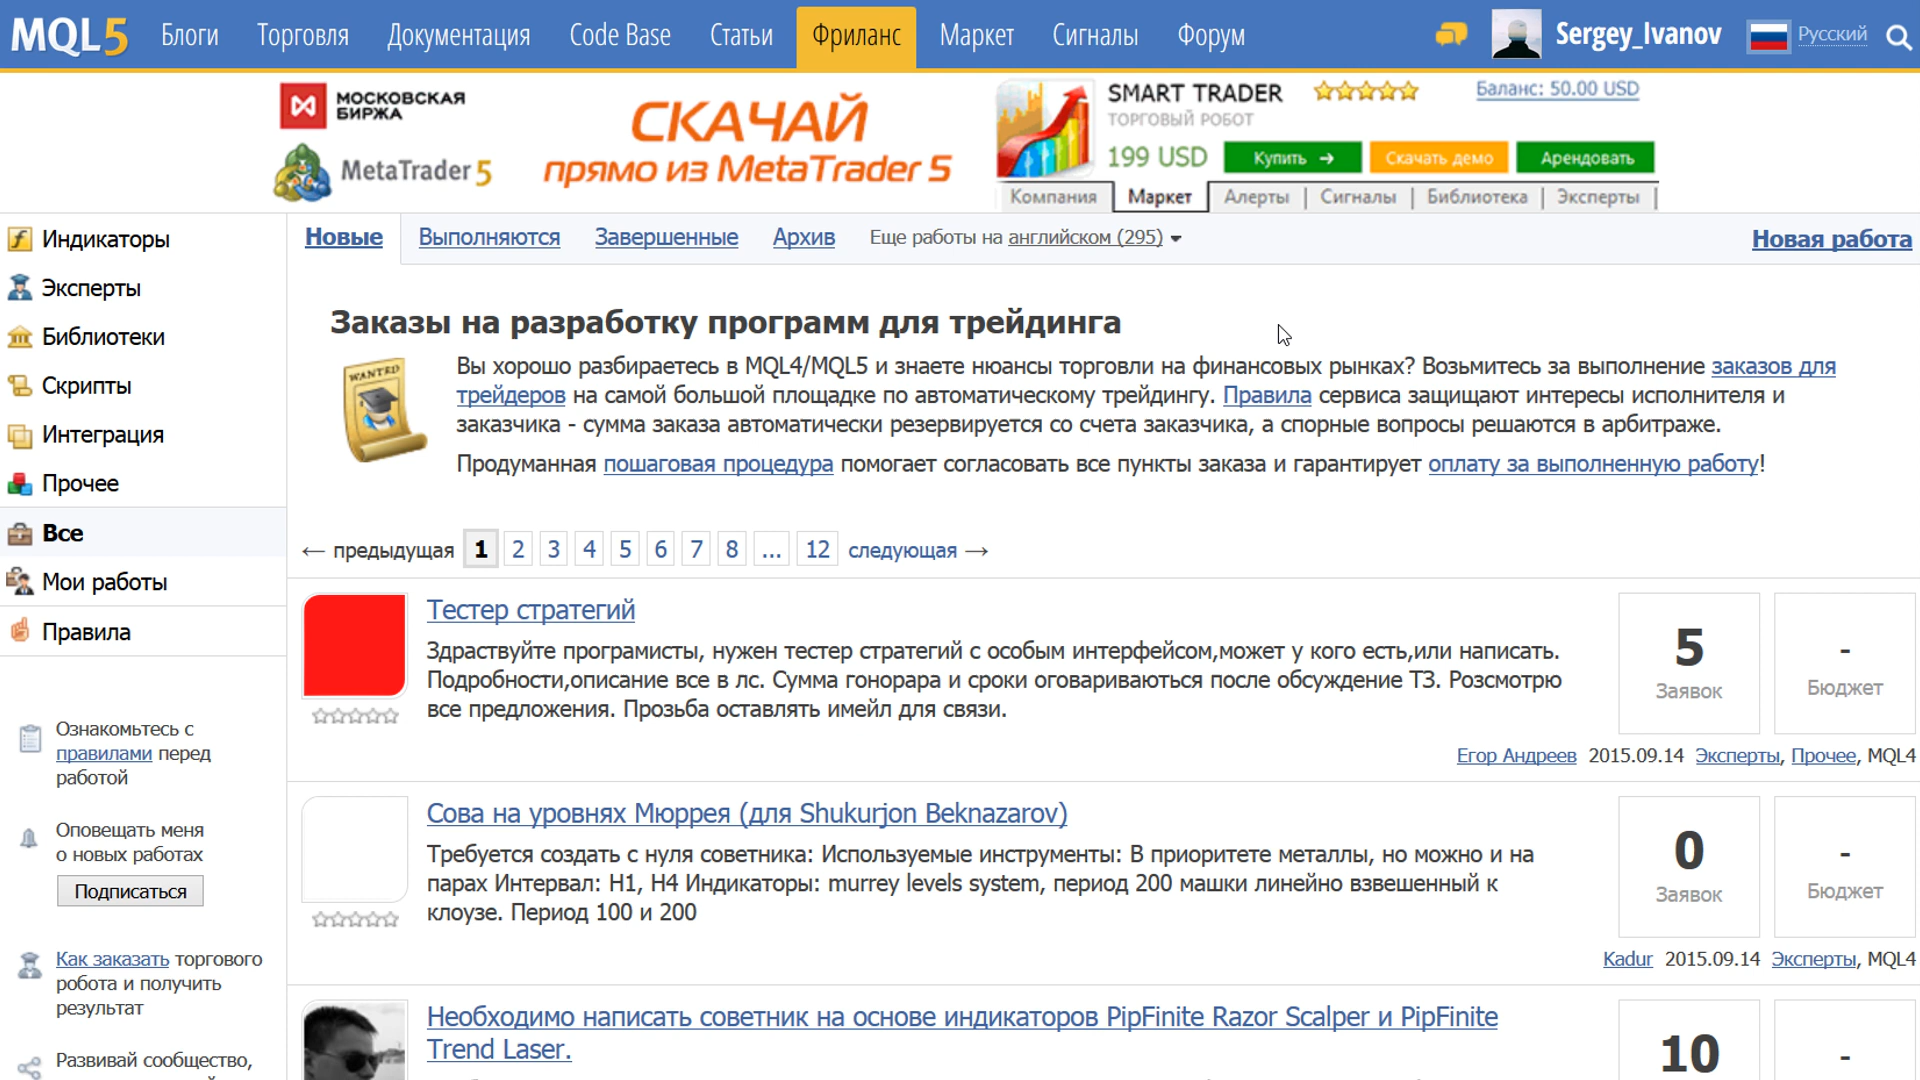 MQL5 Блоги Торговля Документация Code Base Статьи Фриланс Маркет Сигналы Форум Sergey_Ivanov Русский
МОСКОВСКАЯ
БИРЖА
MetaTrader 5
СКАЧАЙ
прямо из MetaTrader 5
SMART TRADER
Баланс: 50.00 USD
ТОРГОВЫЙ РОБОТ
199 USD Купить → Скачать демо Арендовать
Компания Маркет Алерты | Сигналы | Библиотека | Эксперты |
Индикаторы
Эксперты
Библиотеки
Скрипты
Интеграция
Прочее
Все
Мои работы
Правила
Ознакомьтесь с
правилами перед
работой
Оповещать меня
о новых работах
Подписаться
Как заказать торгового
робота и получить
результат
Развивай сообщество,
Новые Выполняются Завершенные Архив Еще работы на английском (295) Новая работа
Заказы на разработку программ для трейдинга
WANTED
Вы хорошо разбираетесь в MQL4/MQL5 и знаете нюансы торговли на финансовых рынках? Возьмитесь за выполнение заказов для
трейдеров на самой большой площадке по автоматическому трейдингу. Правила сервиса защищают интересы исполнителя и
заказчика - сумма заказа автоматически резервируется со счета заказчика, а спорные вопросы решаются в арбитраже.
Продуманная пошаговая процедура помогает согласовать все пункты заказа и гарантирует оплату за выполненную работу!
← предыдущая 1 2 3 4 5 6 7 8 ... 12 следующая →
Тестер стратегий
Здраствуйте програмисты, нужен тестер стратегий с особым интерфейсом,может у кого есть,или написать.
Подробности,описание все в лс. Сумма гонорара и сроки оговариваються после обсуждение ТЗ. Розсмотрю
все предложения. Прозьба оставлять имейл для связи.
5
Заявок
-
Бюджет
Егор Андреев 2015.09.14 Эксперты, Прочее, MQL4
Сова на уровнях Мюррея (для Shukurjon Beknazarov)
Требуется создать с нуля советника: Используемые инструменты: В приоритете металлы, но можно и на
парах Интервал: H1, H4 Индикаторы: murrey levels system, период 200 машки линейно взвешенный к
клоузе. Период 100 и 200
0
Заявок
-
Бюджет
Kadur 2015.09.14 Эксперты, MQL4
Необходимо написать советник на основе индикаторов PipFinite Razor Scalper и PipFinite
Trend Laser.
10
-